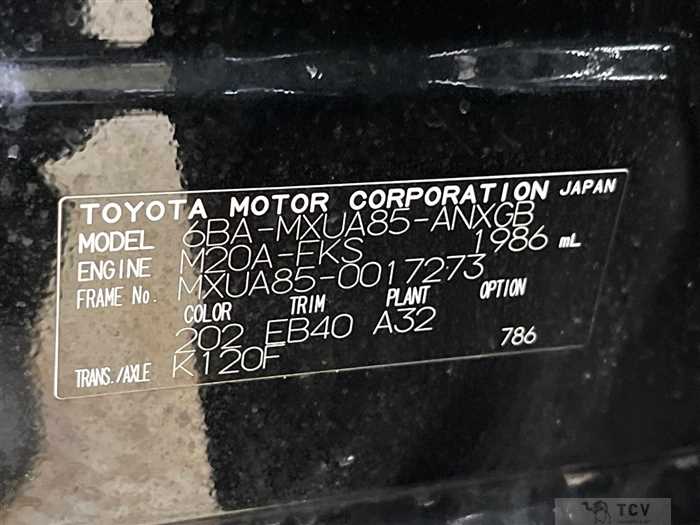 TOYOTA MOTOR CORPORATION JAPAN
MODEL 6BA-MXUA85-ANXGB
ENGINE M20A-FKS 1986 mL
FRAME No. MXUA85-0017273
COLOR TRIM PLANT OPTION
202 EB40 A32
TRANS./AXLE K120F 786
TCV